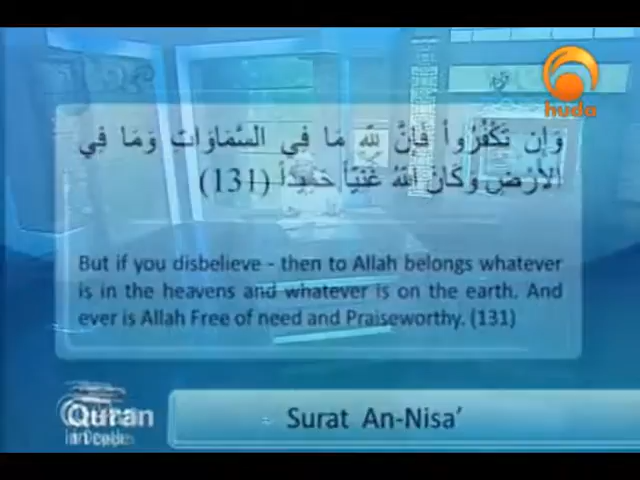 huda
وَإِن تَكْفُرُواْ فَإِنَّ لِلّهِ مَا فِي السَّمَاوَاتِ وَمَا فِي
الأَرْضِ وَكَانَ اللّهُ غَنِيّاً حَمِيداً (131)
But if you disbelieve - then to Allah belongs whatever
is in the heavens and whatever is on the earth. And
ever is Allah Free of need and Praiseworthy. (131)
Quran
Surat An-Nisa’